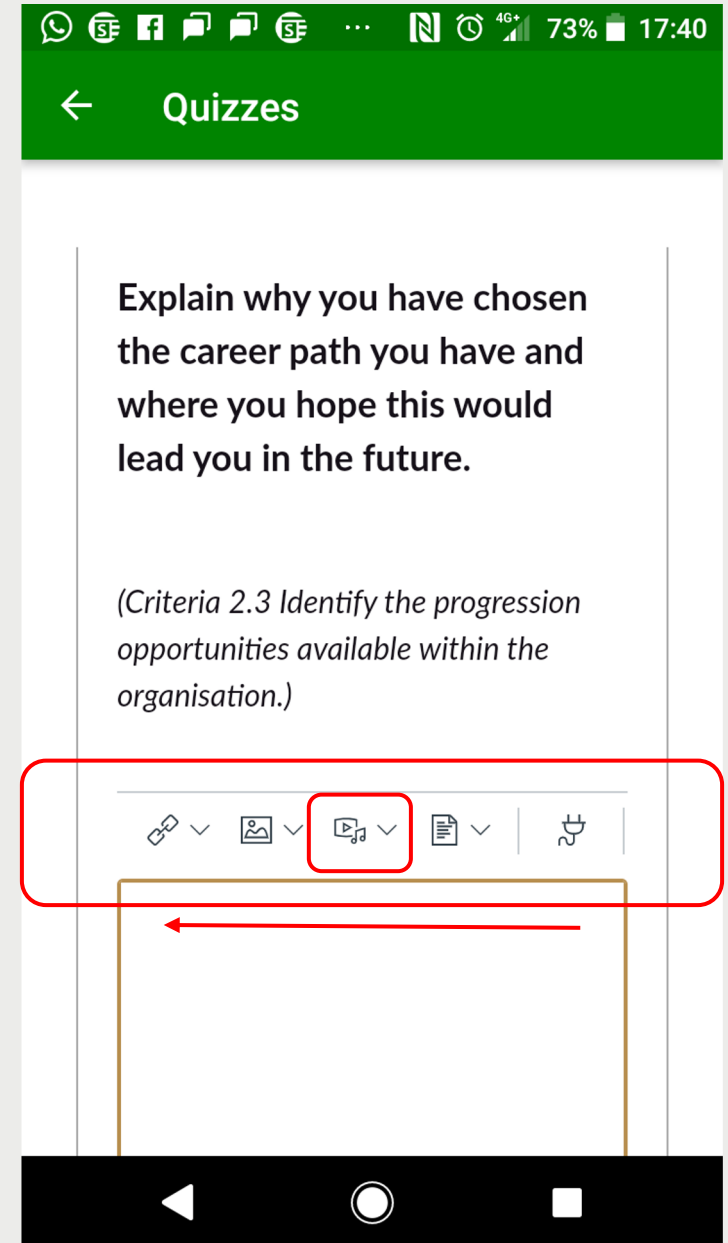 4G+ 73% 17:40
Quizzes
Explain why you have chosen
the career path you have and
where you hope this would
lead you in the future.
(Criteria 2.3 Identify the progression
opportunities available within the
organisation.)